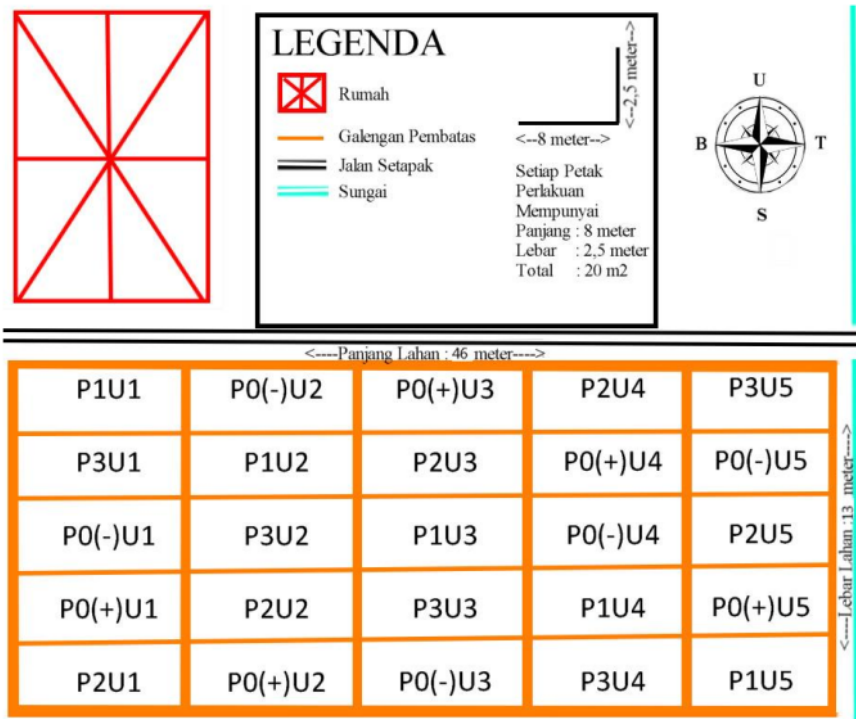 LEGENDA
Rumah
Galengan Pembatas
Jalan Setapak
Sungai
<--2,5 meter-->
<--8 meter-->
Setiap Petak
Perlakuan
Mempunyai
Panjang : 8 meter
Lebar : 2,5 meter
Total : 20 m2
U
B T
S
<----Panjang Lahan : 46 meter---->
P1U1 P0(-)U2 P0(+)U3 P2U4 P3U5
P3U1 P1U2 P2U3 P0(+)U4 P0(-)U5
P0(-)U1 P3U2 P1U3 P0(-)U4 P2U5
P0(+)U1 P2U2 P3U3 P1U4 P0(+)U5
P2U1 P0(+)U2 P0(-)U3 P3U4 P1U5
<----Lebar Lahan :13 meter---->